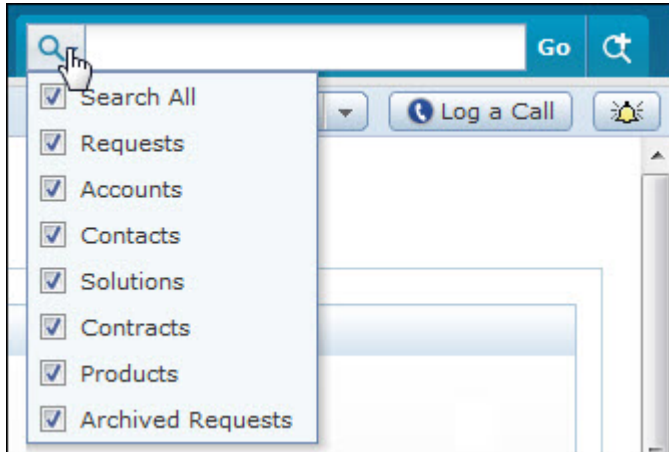 Go
Search All
Log a Call
Requests
Accounts
Contacts
Solutions
Contracts
Products
Archived Requests